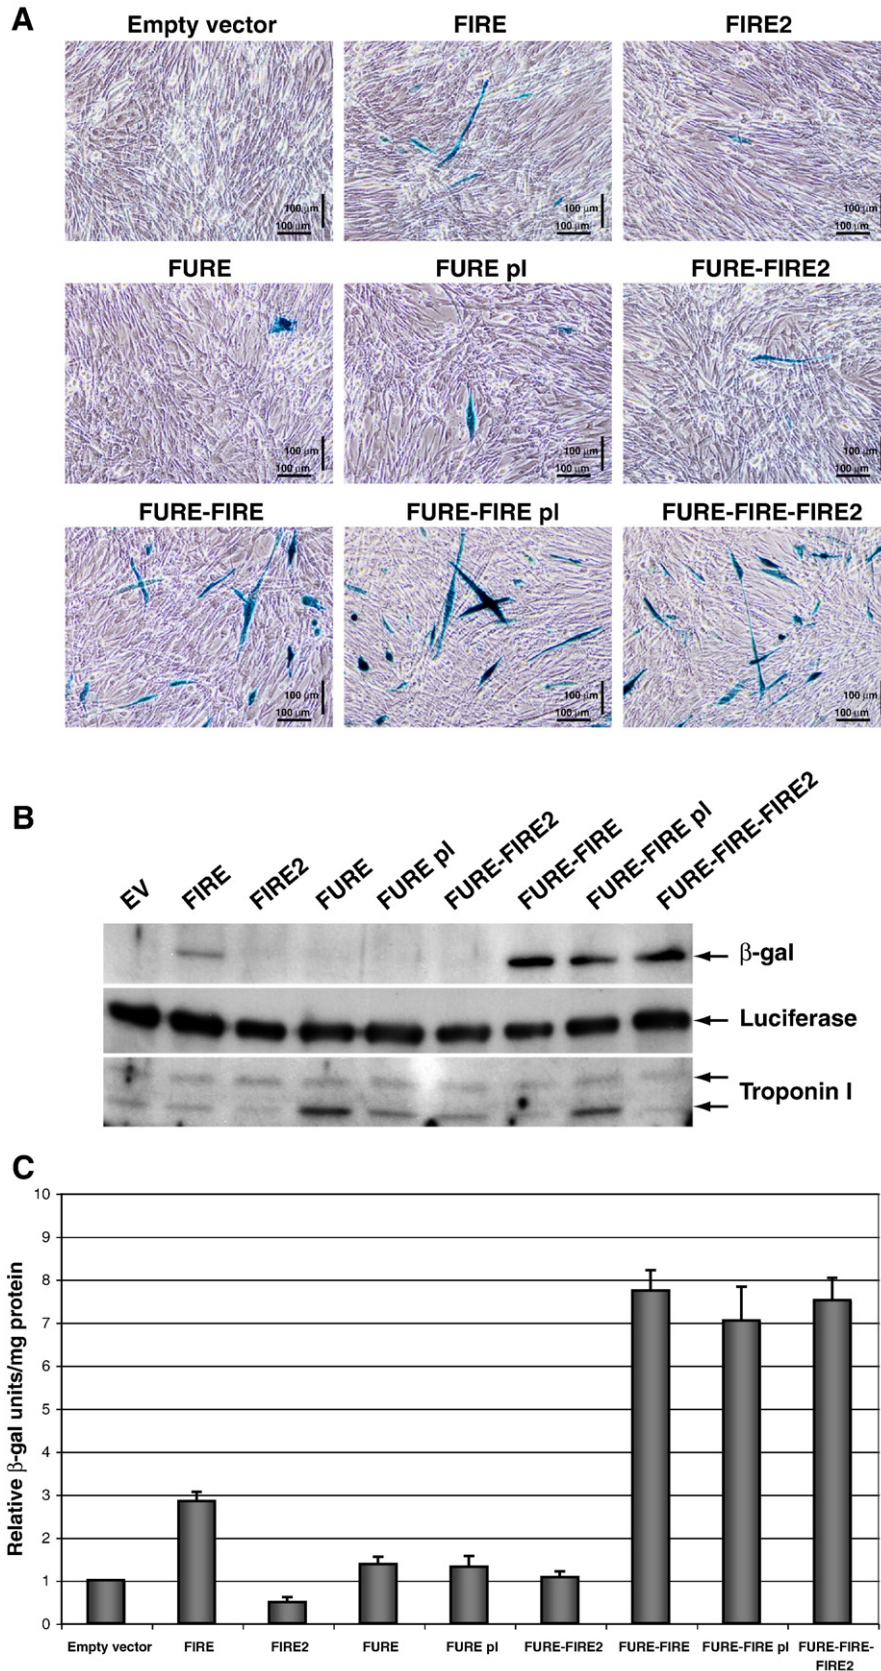 A
Empty vector
FIRE
FIRE2
100 μm
100 μm
100 μm
100 μm
100 μm
100 μm
FURE
FURE pl
FURE-FIRE2
100 μm
100 μm
100 μm
100 μm
100 μm
100 μm
FURE-FIRE
FURE-FIRE pl
FURE-FIRE-FIRE2
100 μm
100 μm
100 μm
100 μm
100 μm
100 μm
B
EV
FIRE
FIRE2
FURE
FURE pl
FURE-FIRE2
FURE-FIRE
FURE-FIRE pl
FURE-FIRE-FIRE2
β-gal
Luciferase
Troponin I
C
Relative β-gal units/mg protein
10
9
8
7
6
5
4
3
2
1
0
Empty vector
FIRE
FIRE2
FURE
FURE pl
FURE-FIRE2
FURE-FIRE
FURE-FIRE pl
FURE-FIRE-
FIRE2